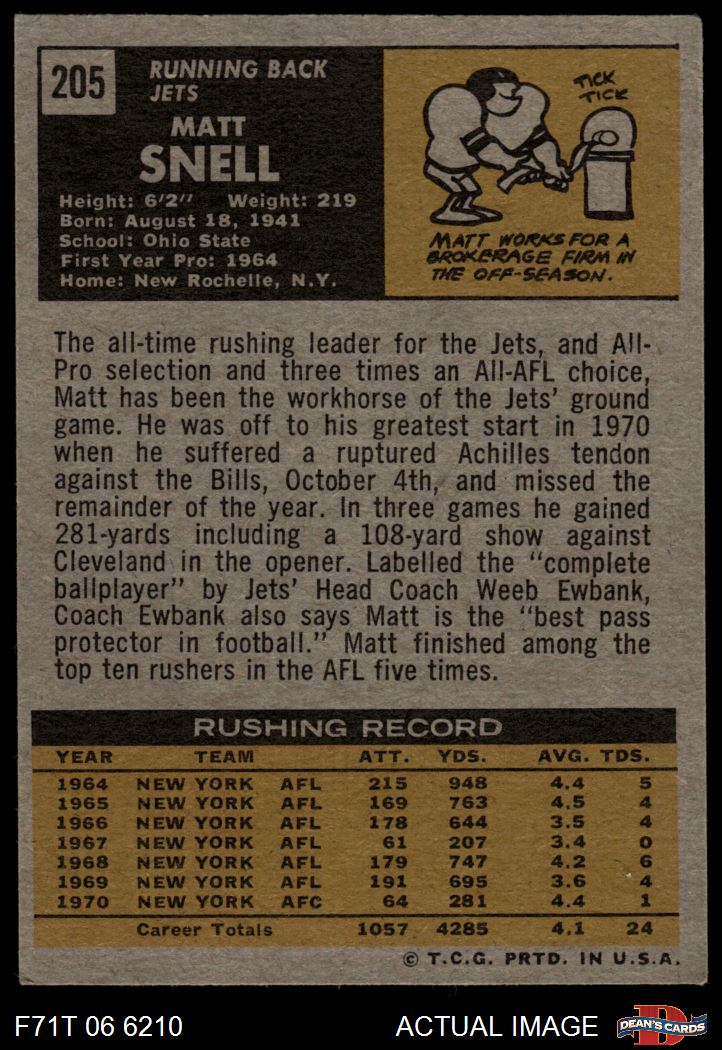 205
RUNNING BACK
JETS
MATT
SNELL
Height: 6'2" Weight: 219
Born: August 18, 1941
School: Ohio State
First Year Pro: 1964
Home: New Rochelle, N.Y.
TICK
TICK
MATT WORKS FOR A
BROKERAGE FIRM IN
THE OFF-SEASON.
The all-time rushing leader for the Jets, and All-
Pro selection and three times an All-AFL choice,
Matt has been the workhorse of the Jets' ground
game. He was off to his greatest start in 1970
when he suffered a ruptured Achilles tendon
against the Bills, October 4th, and missed the
remainder of the year. In three games he gained
281-yards including a 108-yard show against
Cleveland in the opener. Labelled the "complete
ballplayer" by Jets' Head Coach Weeb Ewbank,
Coach Ewbank also says Matt is the "best pass
protector in football." Matt finished among the
top ten rushers in the AFL five times.
RUSHING RECORD
YEAR TEAM ATT. YDS. AVG. TDS.
1964 NEW YORK AFL 215 948 4.4 5
1965 NEW YORK AFL 169 763 4.5 4
1966 NEW YORK AFL 178 644 3.5 4
1967 NEW YORK AFL 61 207 3.4 0
1968 NEW YORK AFL 179 747 4.2 6
1969 NEW YORK AFL 191 695 3.6 4
1970 NEW YORK AFC 64 281 4.4 1
Career Totals 1057 4285 4.1 24
© T.C.G. PRTD. IN U.S.A.
F71T 06 6210 ACTUAL IMAGE
D
DEAN'S CARDS